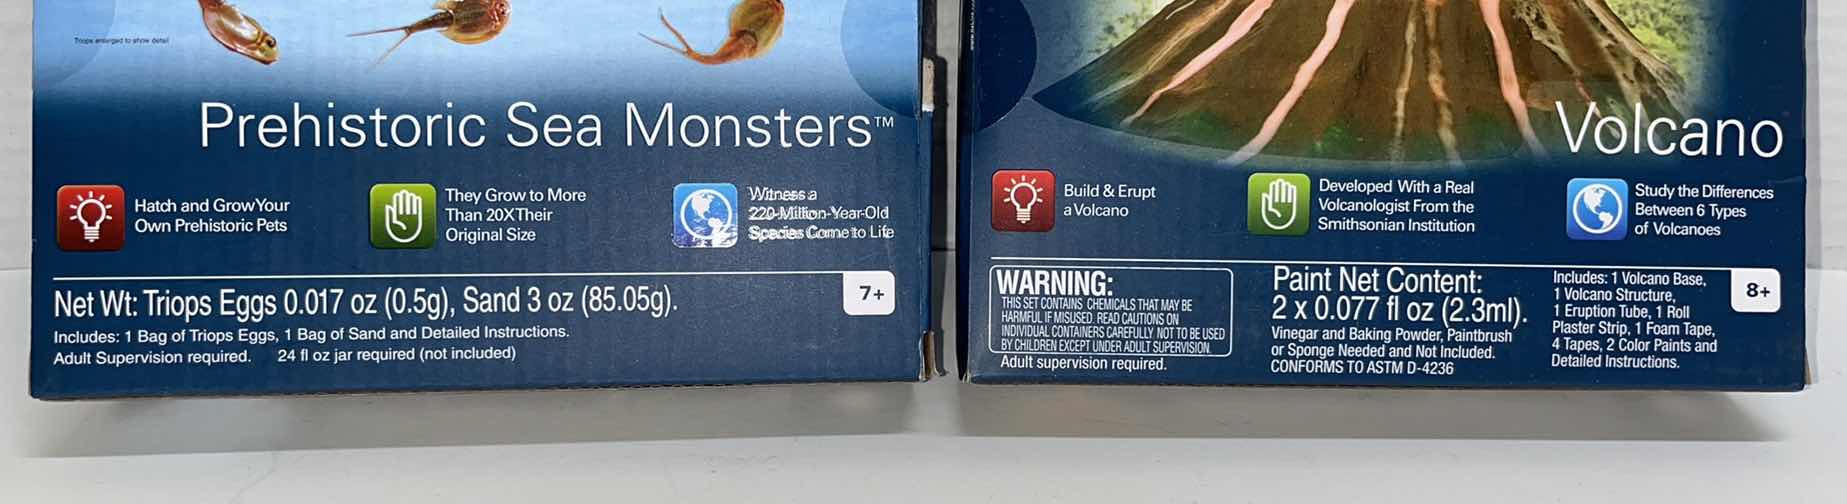 Troops enlarged to show detail
Prehistoric Sea Monsters™
Hatch and Grow Your
Own Prehistoric Pets
They Grow to More
Than 20X Their
Original Size
Witness a
220-Million-Year-Old
Species Come to Life
Net Wt: Triops Eggs 0.017 oz (0.5g), Sand 3 oz (85.05g).
7+
Includes: 1 Bag of Triops Eggs, 1 Bag of Sand and Detailed Instructions.
Adult Supervision required. 24 fl oz jar required (not included)
Volcano
Build & Erupt
a Volcano
Developed With a Real
Volcanologist From the
Smithsonian Institution
Study the Differences
Between 6 Types
of Volcanoes
WARNING:
THIS SET CONTAINS CHEMICALS THAT MAY BE
HARMFUL IF MISUSED. READ CAUTIONS ON
INDIVIDUAL CONTAINERS CAREFULLY. NOT TO BE USED
BY CHILDREN EXCEPT UNDER ADULT SUPERVISION.
Adult supervision required.
Paint Net Content:
2 x 0.077 fl oz (2.3ml).
Vinegar and Baking Powder, Paintbrush
or Sponge Needed and Not Included.
CONFORMS TO ASTM D-4236
Includes: 1 Volcano Base,
1 Volcano Structure,
1 Eruption Tube, 1 Roll
Plaster Strip, 1 Foam Tape,
4 Tapes, 2 Color Paints and
Detailed Instructions.
8+